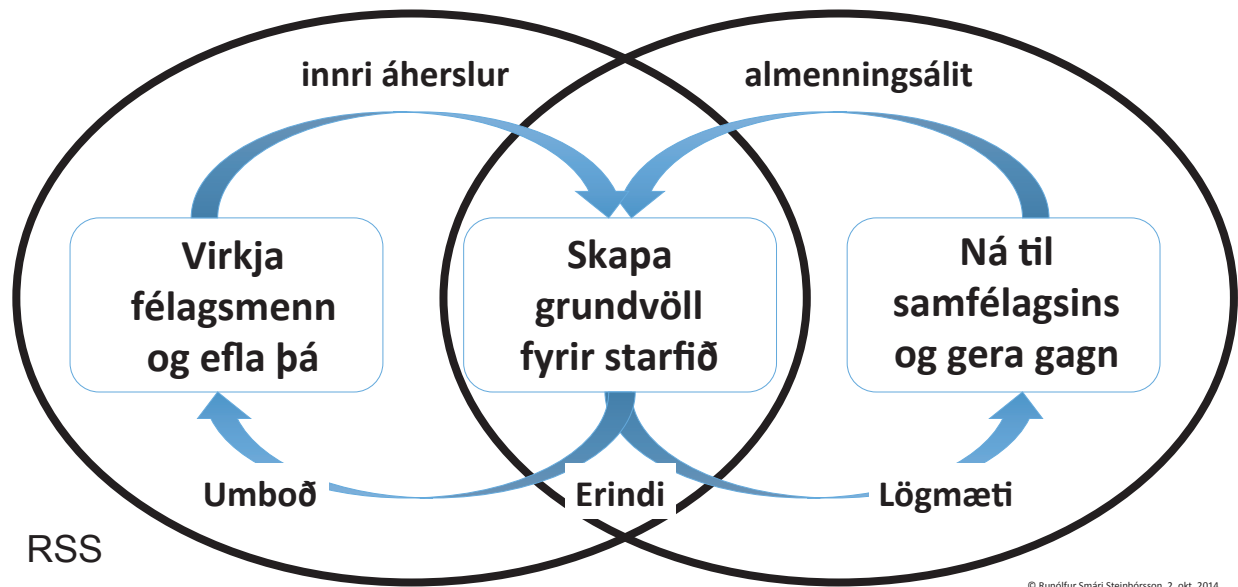 innri áherslur
almenningsálit
Virkja
félagsmenn
og efla þá
Skapa
grundvöll
fyrir starfið
Ná til
samfélagsins
og gera gagn
Umboð
Erindi
Lögmæti
RSS
© Runólfur Smári Steinþórsson, 2. okt. 2014